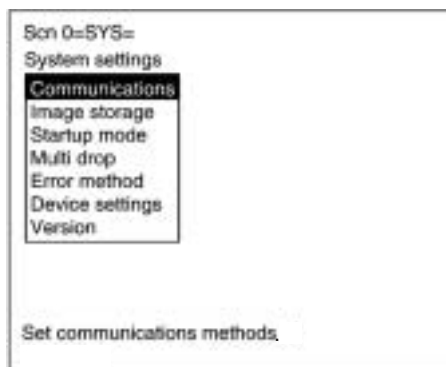 Scn 0=SYS=
System settings
Communications
Image storage
Startup mode
Multi drop
Error method
Device settings
Version
Set communications methods.